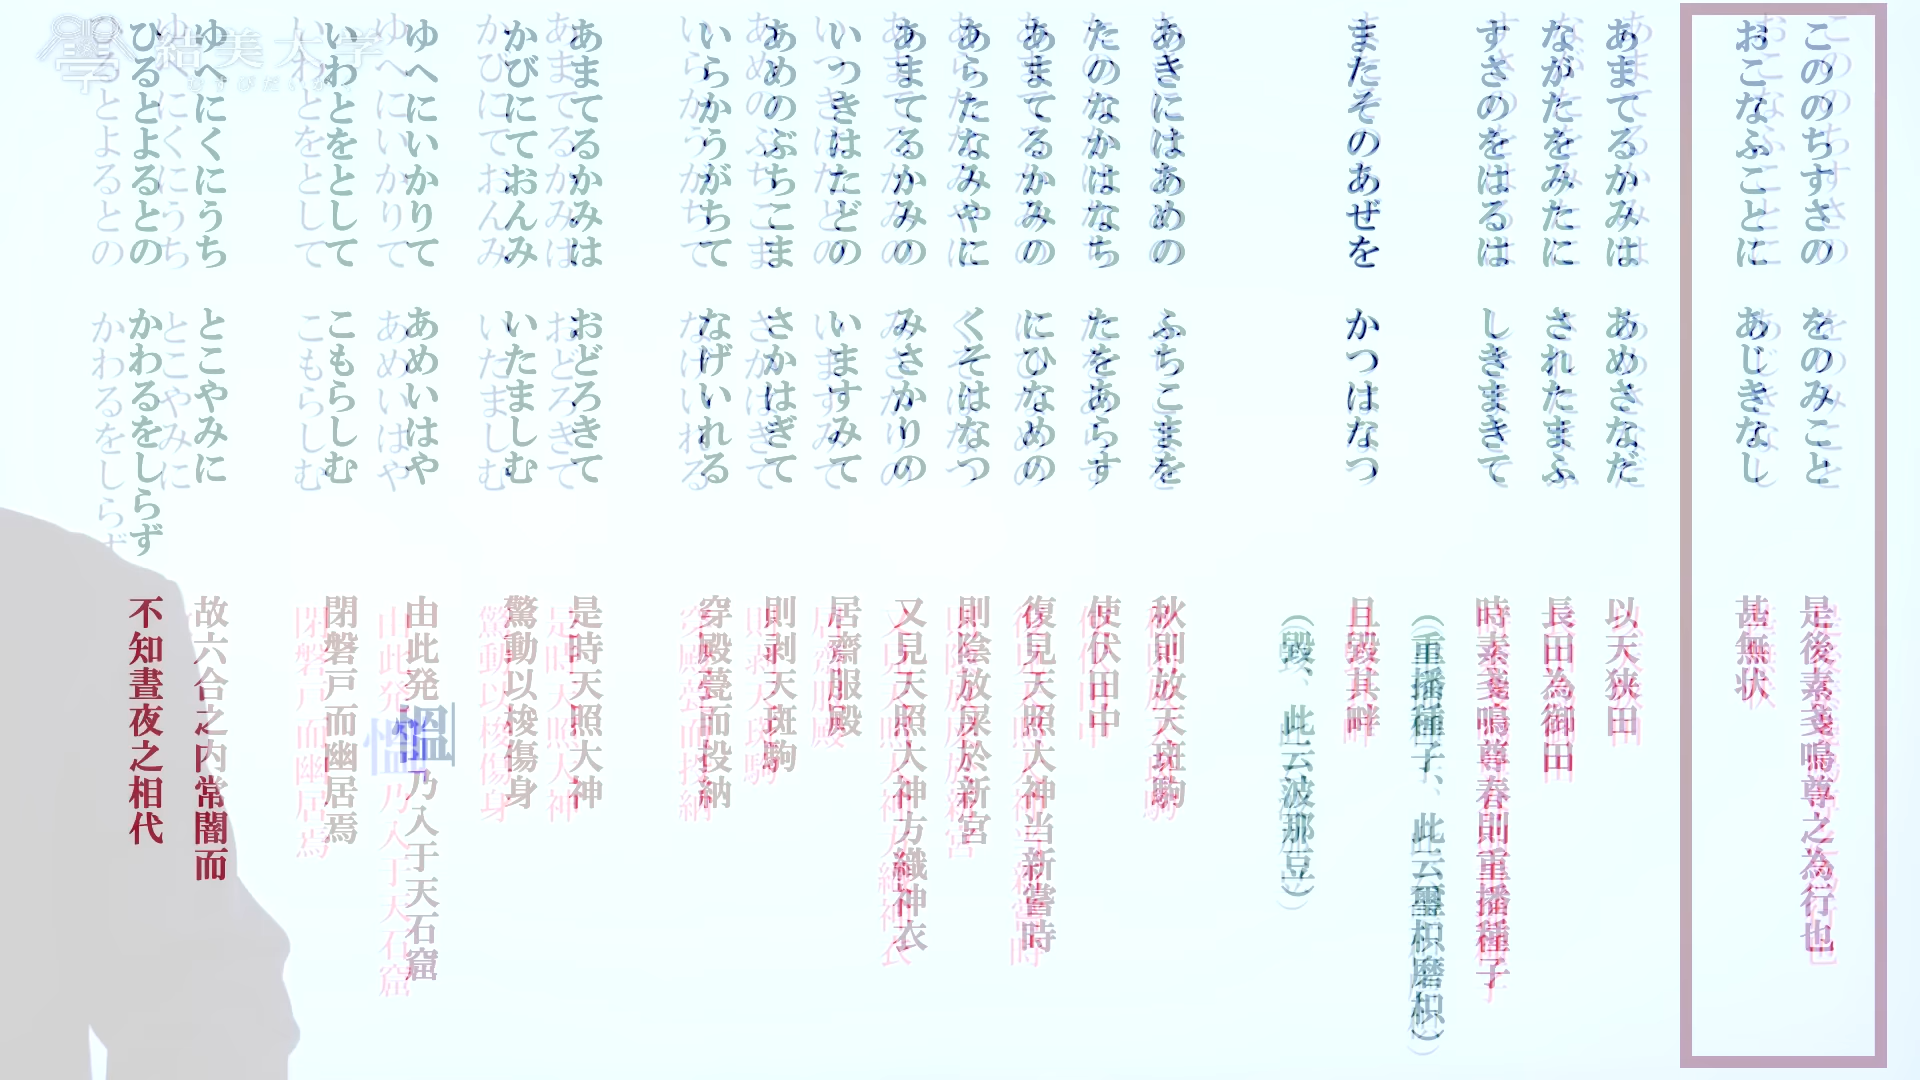 結美大学
むすびだいがく
このゝちすさの　をのみこと
おこなふことに　あじきなし
あまてるかみは　あめさなだ
ながたをみたに　されたまふ
すさのをはるは　しきまきて
またそのあぜを　かつはなつ
あきにはあめの　ふちこまを
たのなかはなち　たをあらす
あまてるかみの　にひなめの
あらたなみやに　くそはなつ
あまてるかみの　みさかりの
いつきはたどの　いますみて
あめのぶちこま　さかはぎて
いらかうがちて　なげいれる
あまてるかみは　おどろきて
かびにておんみ　いたましむ
ゆへにいかりて　あめいはや
いわとをとして　こもらしむ
ゆへにくにうち　とこやみに
ひるとよるとの　かわるをしらず
是後素戔嗚尊之為行也
甚無状
以天狭田
長田為御田
時素戔嗚尊春則重播種子
（重播種子、此云璽枳磨枳）
且毀其畔
（毀、此云波那豆）
秋則放天斑駒
使伏田中
復見天照大神当新嘗時
則陰放屎於新宮
又見天照大神方織神衣
居齋服殿
則剥天斑駒
穿殿甍而投納
是時天照大神
驚動以梭傷身
由此発慍乃入于天石窟
閉磐戸而幽居焉
故六合之内常闇而
不知晝夜之相代